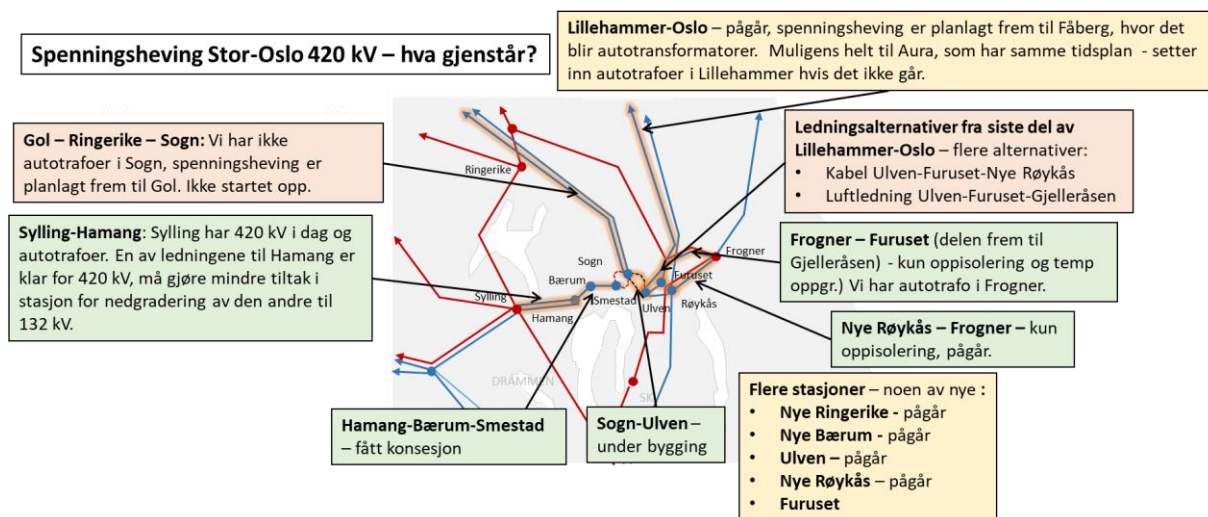 Spenningsheving Stor-Oslo 420 kV – hva gjenstår?
Lillehammer-Oslo – pågår, spenningsheving er planlagt frem til Fåberg, hvor det
blir autotransformatorer. Muligens helt til Aura, som har samme tidsplan - setter
inn autotrafoer i Lillehammer hvis det ikke går.
Gol – Ringerike – Sogn: Vi har ikke
autotrafoer i Sogn, spenningsheving er
planlagt frem til Gol. Ikke startet opp.
Sylling-Hamang: Sylling har 420 kV i dag og
autotrafoer. En av ledningene til Hamang er
klar for 420 kV, må gjøre mindre tiltak i
stasjon for nedgradering av den andre til
132 kV.
Ringerike
Sogn
Bærum
Sylling
Hamang
Smestad
Ulven
Furuset
Røykås
Frogner
DRAMMEN
SK
Ledningsalternativer fra siste del av
Lillehammer-Oslo – flere alternativer:
• Kabel Ulven-Furuset-Nye Røykås
• Luftledning Ulven-Furuset-Gjelleråsen
Frogner – Furuset (delen frem til
Gjelleråsen) - kun oppisolering og temp
oppgr.) Vi har autotrafo i Frogner.
Nye Røykås – Frogner – kun
oppisolering, pågår.
Hamang-Bærum-Smestad
– fått konsesjon
Sogn-Ulven –
under bygging
Flere stasjoner – noen av nye :
• Nye Ringerike - pågår
• Nye Bærum - pågår
• Ulven – pågår
• Nye Røykås – pågår
• Furuset